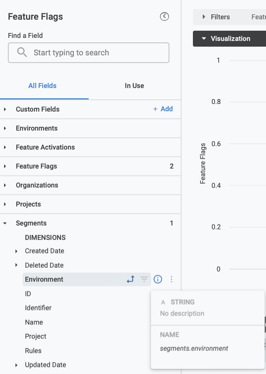 Feature Flags
Find a Field
Start typing to search
All Fields In Use
Custom Fields + Add
Environments
Feature Activations
Feature Flags 2
Organizations
Projects
Segments 1
DIMENSIONS
Created Date
Deleted Date
Environment
ID
Identifier
Name
Project
Rules
Updated Date
A STRING
No description
NAME
segments.environment
Filters Featu
Visualization
1
0.8
0.6
0.4
0.2
0
Feature Flags